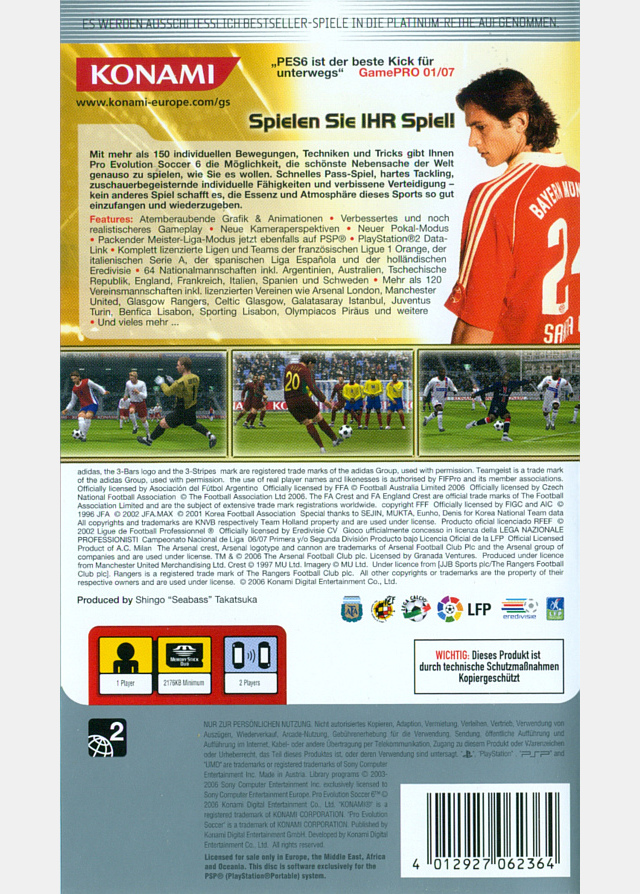 ES WERDEN AUSSCHLIESSLICH BESTSELLER-SPIELE IN DIE PLATINUM-REIHE AUFGENOMMEN.
KONAMI
www.konami-europe.com/gs
„PES6 ist der beste Kick für
unterwegs“ GamePRO 01/07
Spielen Sie IHR Spiel!
Mit mehr als 150 individuellen Bewegungen, Techniken und Tricks gibt Ihnen
Pro Evolution Soccer 6 die Möglichkeit, die schönste Nebensache der Welt
genauso zu spielen, wie Sie es wollen. Schnelles Pass-Spiel, hartes Tackling,
zuschauerbegeisternde individuelle Fähigkeiten und verbissene Verteidigung –
kein anderes Spiel schafft es, die Essenz und Atmosphäre dieses Sports so gut
einzufangen und wiederzugeben.
Features: Atemberaubende Grafik & Animationen • Verbessertes und noch
realistischeres Gameplay • Neue Kameraperspektiven • Neuer Pokal-Modus
• Packender Meister-Liga-Modus jetzt ebenfalls auf PSP® • PlayStation®2 Data-
Link • Komplett lizenzierte Ligen und Teams der französischen Ligue 1 Orange, der
italienischen Serie A, der spanischen Liga Española und der holländischen
Eredivisie • 64 Nationalmannschaften inkl. Argentinien, Australien, Tschechische
Republik, England, Frankreich, Italien, Spanien und Schweden • Mehr als 120
Vereinsmannschaften inkl. lizenzierten Vereinen wie Arsenal London, Manchester
United, Glasgow Rangers, Celtic Glasgow, Galatasaray Istanbul, Juventus
Turin, Benfica Lisabon, Sporting Lisabon, Olympiacos Piräus und weitere
• Und vieles mehr ...
BAYERN MÜN
2
SA
20
adidas, the 3-Bars logo and the 3-Stripes mark are registered trade marks of the adidas Group, used with permission. Teamgeist is a trade mark
of the adidas Group, used with permission. the use of real player names and likenesses is authorised by FIFPro and its member associations.
Officially licensed by Asociación del Fútbol Argentino Officially licensed by FFA © Football Australia Limited 2006 Officially licensed by Czech
National Football Association © The Football Association Ltd 2006. The FA Crest and FA England Crest are official trade marks of The Football
Association Limited and are the subject of extensive trade mark registrations worldwide. copyright FFF Officially licensed by FIGC and AIC ©
1996 JFA © 2002 JFA.MAX © 2001 Korea Football Association Special thanks to SEJIN, MUKTA, Eunho, Denis for Korea National Team data
All copyrights and trademarks are KNVB respectively Team Holland property and are used under license. Producto oficial licenciado RFEF ©
2002 Ligue de Football Professionnel ® Officially licensed by Eredivisie CV Gioco ufficialmente concesso in licenza della LEGA NAZIONALE
PROFESSIONISTI Campeonato Nacional de Liga 06/07 Primera y/o Segunda División Producto bajo Licencia Oficial de la LFP Official Licensed
Product of A.C. Milan The Arsenal crest, Arsenal logotype and cannon are trademarks of Arsenal Football Club Plc and the Arsenal group of
companies and are used under license. TM & © 2006 The Arsenal Football Club plc. Licensed by Granada Ventures. Produced under licence
from Manchester United Merchandising Ltd. Crest © 1997 MU Ltd. Imagery © MU Ltd. Under licence from [JJB Sports plc/The Rangers Football
Club plc]. Rangers is a registered trade mark of The Rangers Football Club Plc. All other copyrights or trademarks are the property of their
respective owners and are used under license. © 2006 Konami Digital Entertainment Co., Ltd.
Produced by Shingo “Seabass” Takatsuka
AFA
LEGA CALCIO
LFP
eredivisie
LFP
1 Player
MEMORY STICK
DUO
2176KB Minimum
2 Players
WICHTIG: Dieses Produkt ist
durch technische Schutzmaßnahmen
Kopiergeschützt
2
NUR ZUR PERSÖNLICHEN NUTZUNG. Nicht autorisiertes Kopieren, Adaption, Vermietung, Verleihen, Vertrieb, Verwendung von
Auszügen, Wiederverkauf, Arcade-Nutzung, Gebührenerhebung für die Verwendung, Sendung, öffentliche Aufführung und
Aufführung im Internet, Kabel- oder andere Übertragung per Telekommunikation, Zugang zu diesem Produkt oder Warenzeichen
oder Urheberrecht, das Teil dieses Produktes ist, oder deren Verwendung sind untersagt. "PS", "PlayStation", "PSP" and
"UMD" are trademarks or registered trademarks of Sony Computer
Entertainment Inc. Made in Austria. Library programs © 2003-
2006 Sony Computer Entertainment Inc. exclusively licensed to
Sony Computer Entertainment Europe. Pro Evolution Soccer 6™ ©
2006 Konami Digital Entertainment Co., Ltd. 'KONAMI®' is a
registered trademark of KONAMI CORPORATION. 'Pro Evolution
Soccer' is a trademark of KONAMI CORPORATION. Published by
Konami Digital Entertainment GmbH. Developed by Konami Digital
Entertainment Co., Ltd. All rights reserved.
Licensed for sale only in Europe, the Middle East, Africa
and Oceania. This disc is software exclusively for the
PSP® (PlayStation®Portable) system.
4 012927 062364